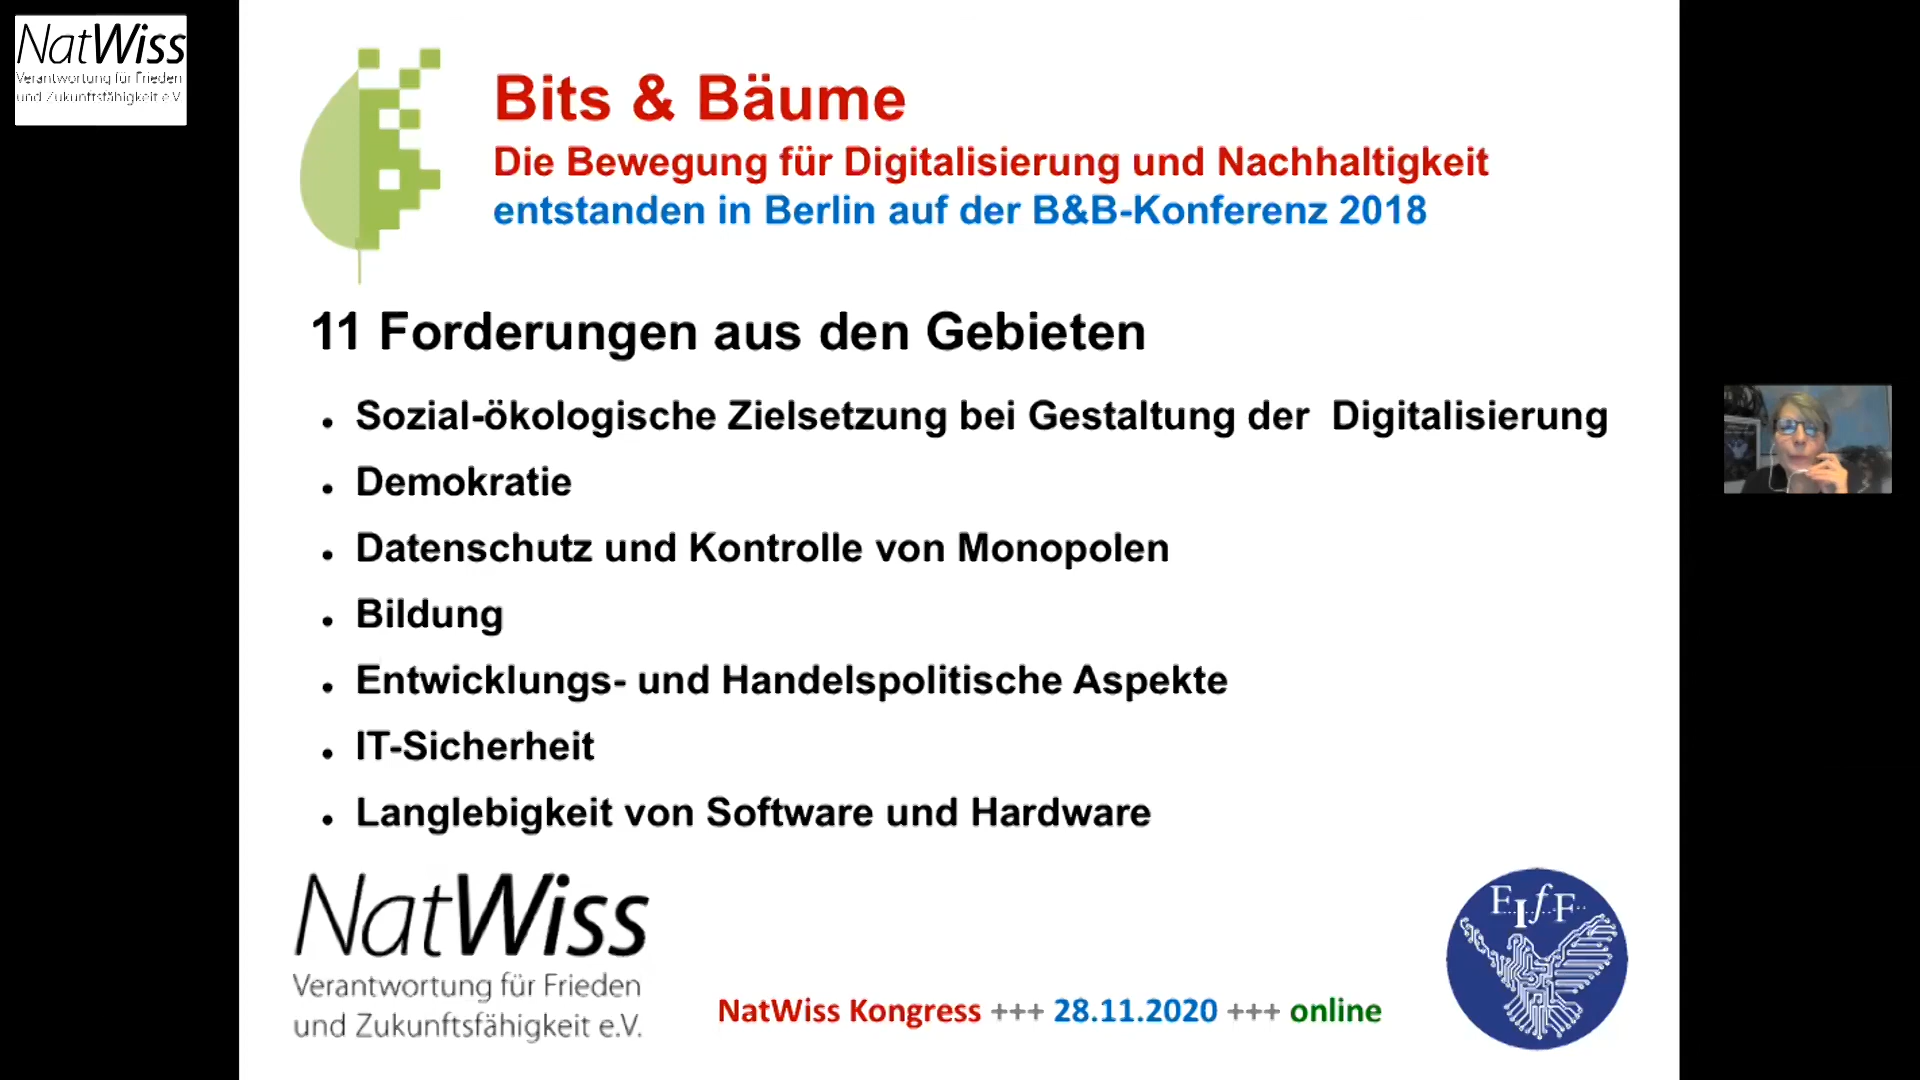 NatWiss
Verantwortung für Frieden
und Zukunftsfähigkeit e.V.
Bits & Bäume
Die Bewegung für Digitalisierung und Nachhaltigkeit
entstanden in Berlin auf der B&B-Konferenz 2018
11 Forderungen aus den Gebieten
• Sozial-ökologische Zielsetzung bei Gestaltung der Digitalisierung
• Demokratie
• Datenschutz und Kontrolle von Monopolen
• Bildung
• Entwicklungs- und Handelspolitische Aspekte
• IT-Sicherheit
• Langlebigkeit von Software und Hardware
NatWiss
Verantwortung für Frieden
und Zukunftsfähigkeit e.V.
NatWiss Kongress +++ 28.11.2020 +++ online
FIfF